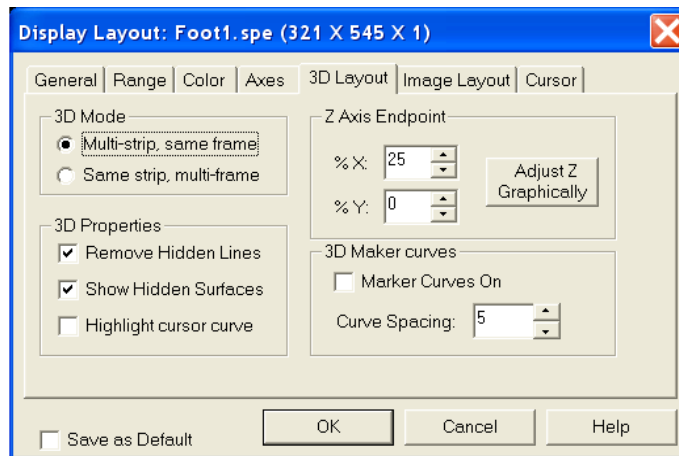 Display Layout: Foot1.spe (321 X 545 X 1)
General Range Color Axes 3D Layout Image Layout Cursor
3D Mode
Multi-strip, same frame
Same strip, multi-frame
Z Axis Endpoint
% X: 25
% Y: 0
Adjust Z
Graphically
3D Properties
Remove Hidden Lines
Show Hidden Surfaces
Highlight cursor curve
3D Maker curves
Marker Curves On
Curve Spacing: 5
Save as Default
OK Cancel Help